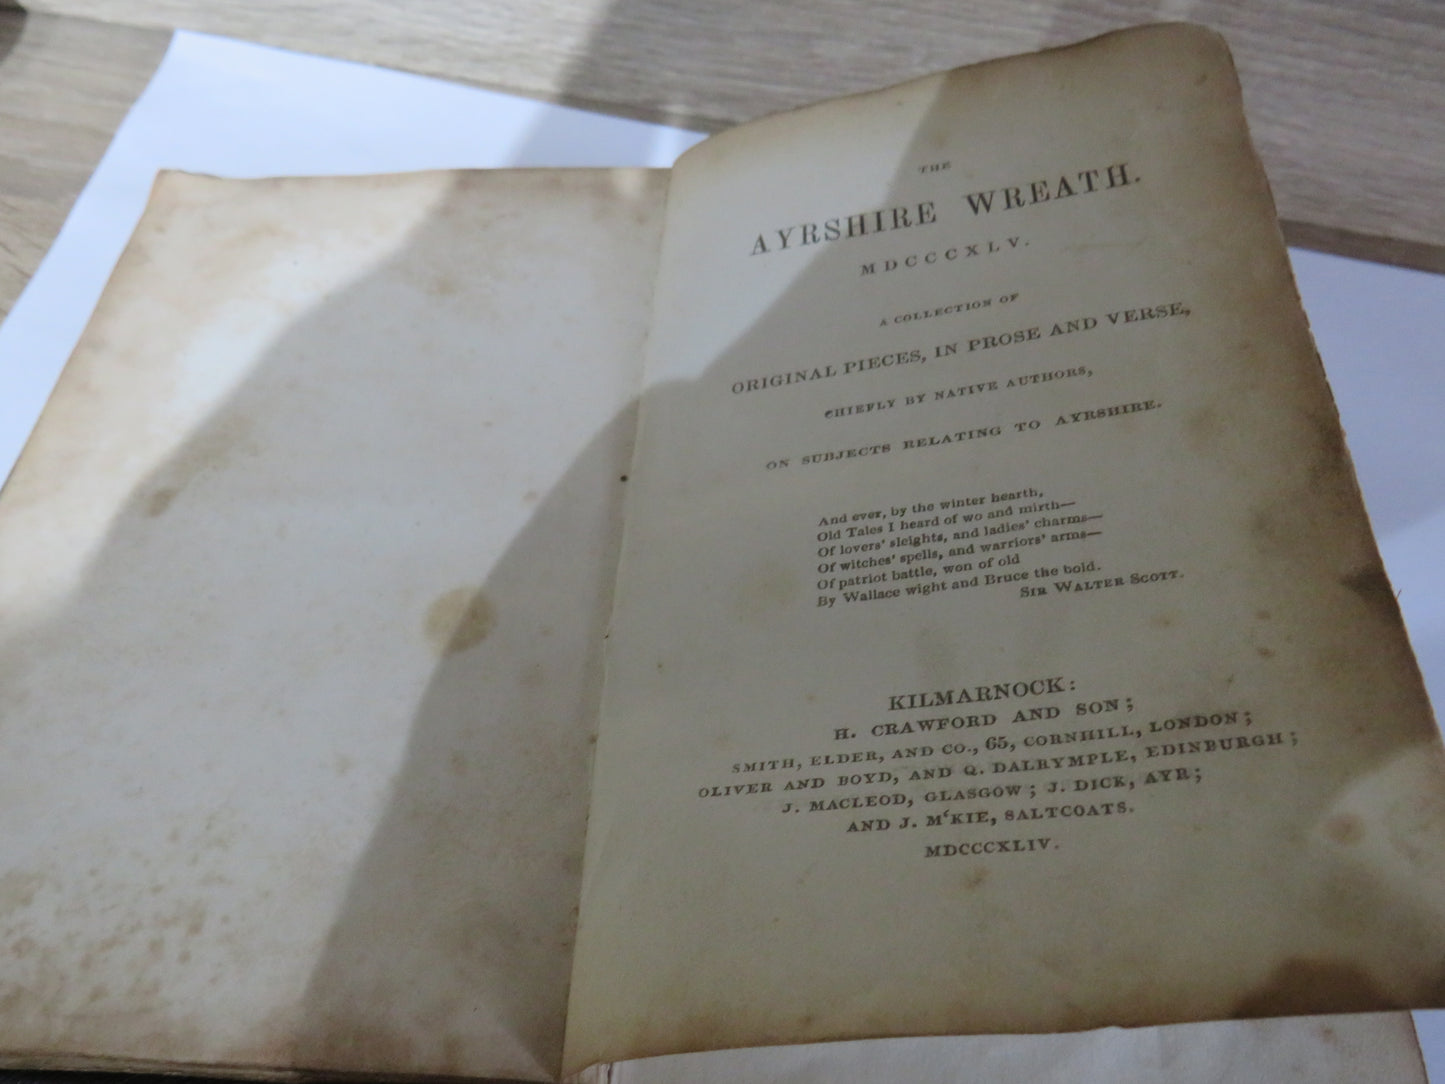 THE
AYRSHIRE WREATH.
MDCCCXLV.
A COLLECTION OF
ORIGINAL PIECES, IN PROSE AND VERSE,
CHIEFLY BY NATIVE AUTHORS,
ON SUBJECTS RELATING TO AYRSHIRE.
And ever, by the winter hearth,
Old Tales I heard of wo and mirth—
Of lovers' sleights, and ladies' charms—
Of witches' spells, and warriors' arms—
Of patriot battle, won of old
By Wallace wight and Bruce the bold.
SIR WALTER SCOTT.
KILMARNOCK:
H. CRAWFORD AND SON;
SMITH, ELDER, AND CO., 65, CORNHILL, LONDON;
OLIVER AND BOYD, AND Q. DALRYMPLE, EDINBURGH;
J. MACLEOD, GLASGOW; J. DICK, AYR;
AND J. M'KIE, SALTCOATS.
MDCCCXLIV.